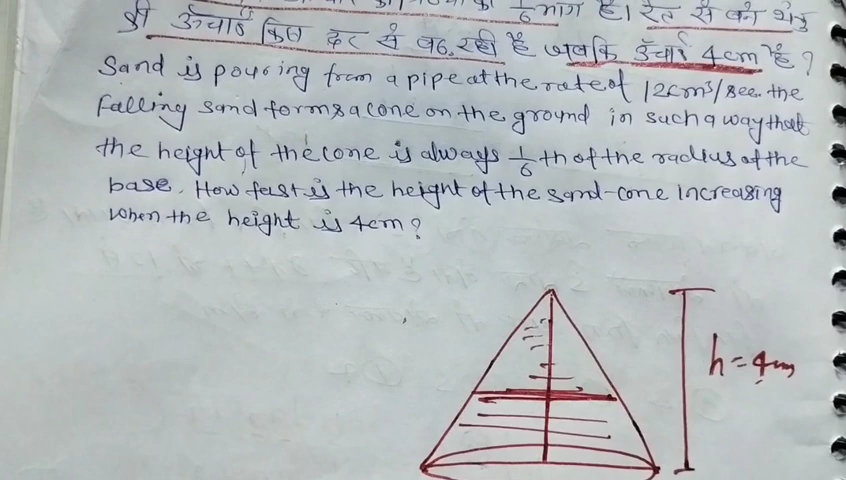 1/6 भाग है। रेत से बने शंकु
की ऊँचाई किस दर से बढ़ रही है जबकि ऊँचाई 4cm है?
Sand is pouring from a pipe at the rate of 12cm³/sec. the
falling sand forms a cone on the ground in such a way that
the height of the cone is always 1/6 th of the radius of the
base. How fast is the height of the sand-cone increasing
when the height is 4cm?
h = 4cm